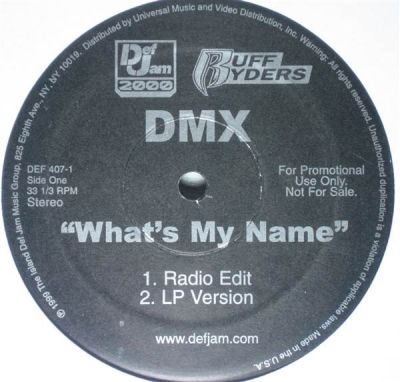 Distributed by Universal Music and Video Distribution, Inc. Warning: All rights reserved. Unauthorized duplication is a violation of applicable laws. Made in the U.S.A.
℗ 1999 The Island Def Jam Music Group, 825 Eighth Ave., NY, NY 10019.
Def Jam
2000
RUFF
RYDERS
DMX
DEF 407-1
Side One
33 1/3 RPM
Stereo
For Promotional
Use Only.
Not For Sale.
"What's My Name"
1. Radio Edit
2. LP Version
www.defjam.com